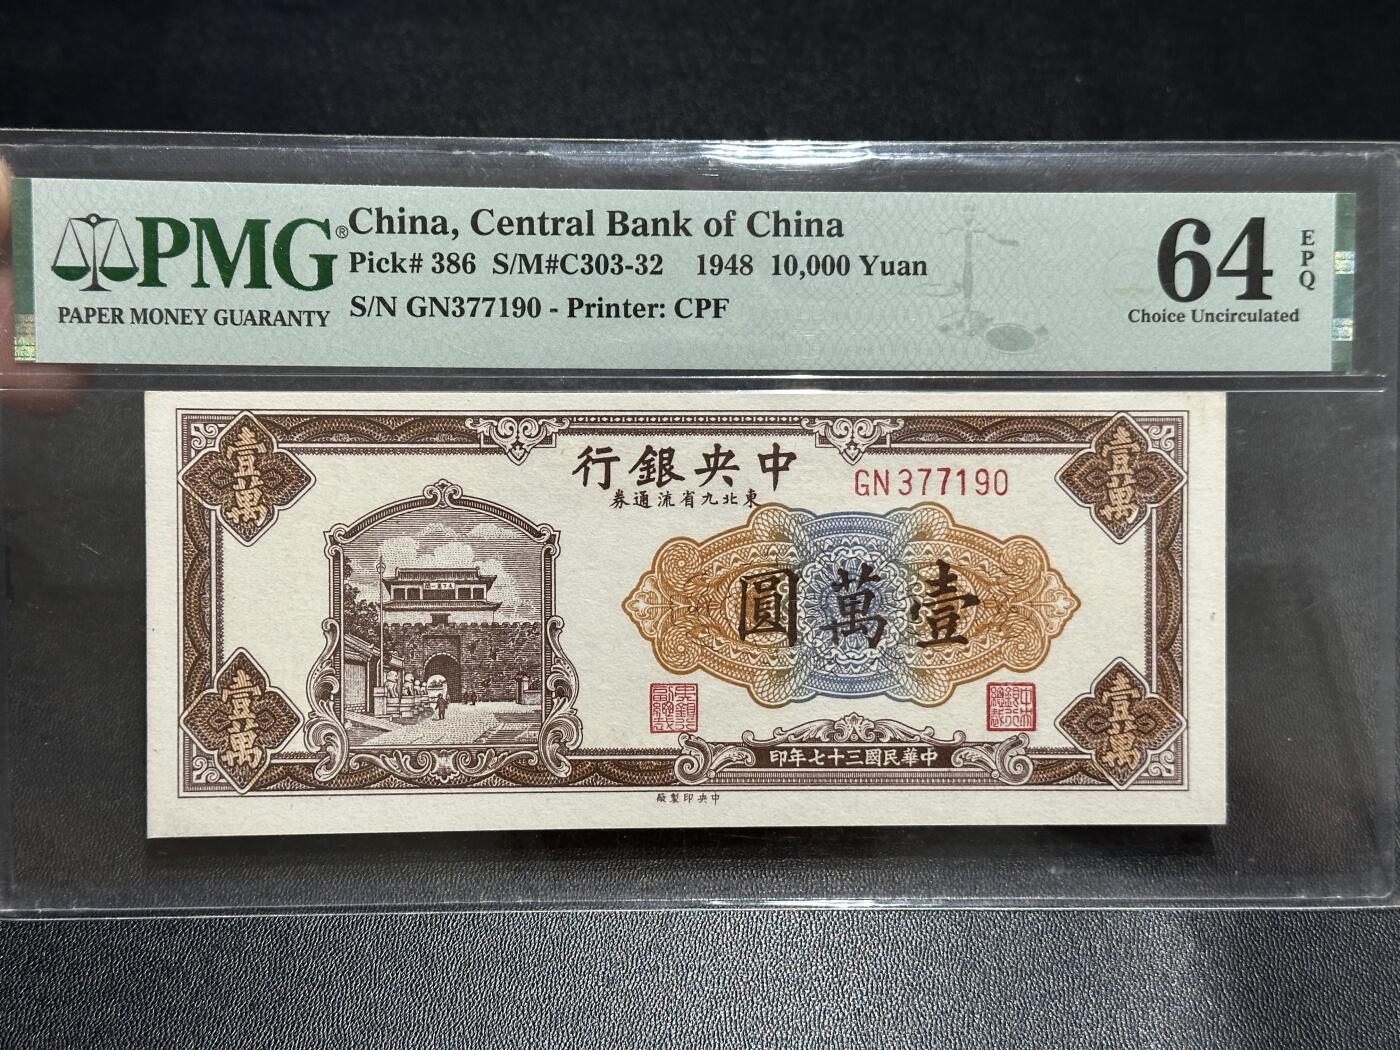 PMG®
PAPER MONEY GUARANTY
China, Central Bank of China
Pick# 386 S/M#C303-32 1948 10,000 Yuan
S/N GN377190 - Printer: CPF
64
EPQ
Choice Uncirculated
壹萬
壹萬
行銀央中
券通流省九北東
GN377190
圓萬壹
壹萬
壹萬
印年七十三國民華中
廠製印央中